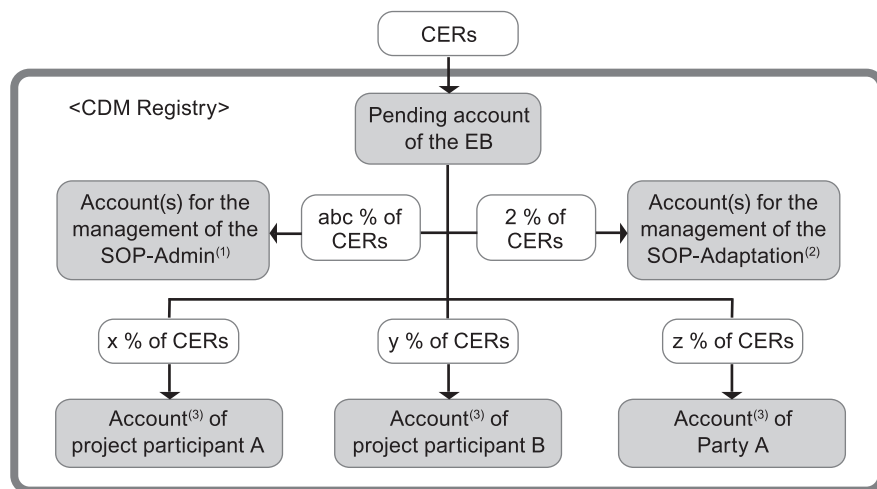 CERs
<CDM Registry>
Pending account
of the EB
Account(s) for the
management of the
SOP-Admin(1)
abc % of
CERs
2 % of
CERs
Account(s) for the
management of the
SOP-Adaptation(2)
x % of CERs
y % of CERs
z % of CERs
Account(3) of
project participant A
Account(3) of
project participant B
Account(3) of
Party A